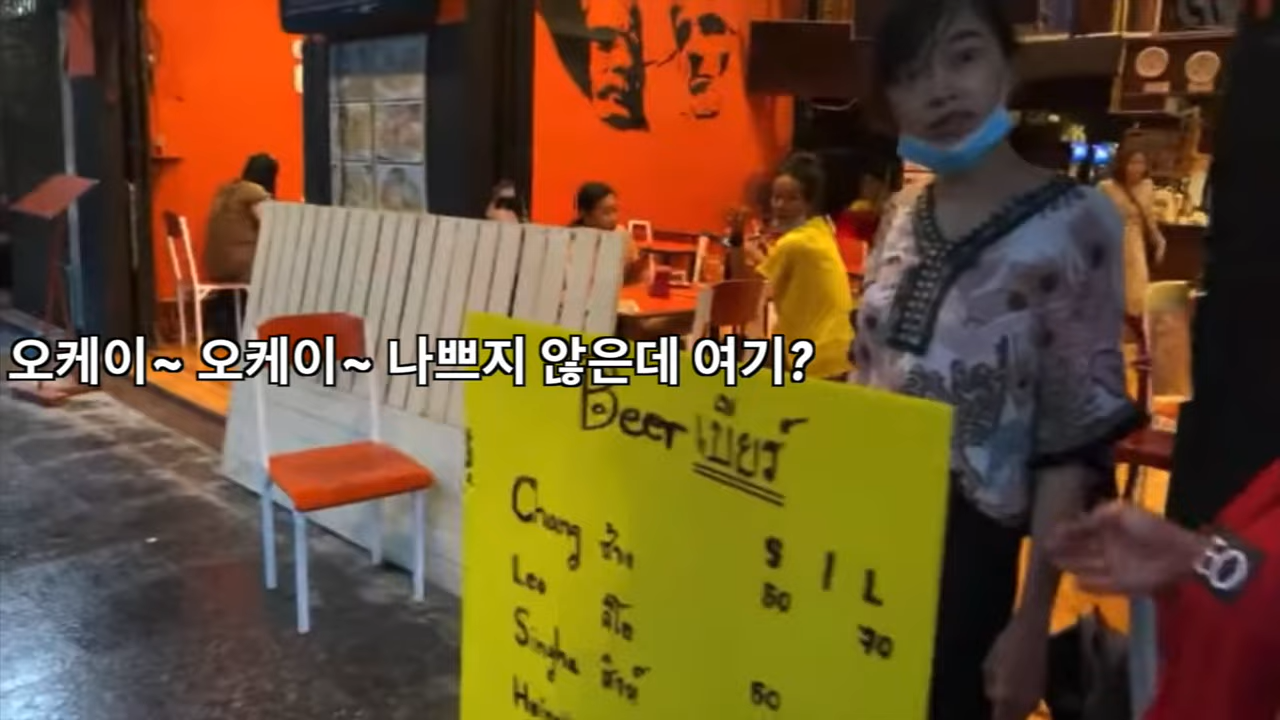 오케이~ 오케이~ 나쁘지 않은데 여기?
Beer เบียร์
S / L
Chang ช้าง 50
Leo ลีโอ 70
Singha สิงห์ 50